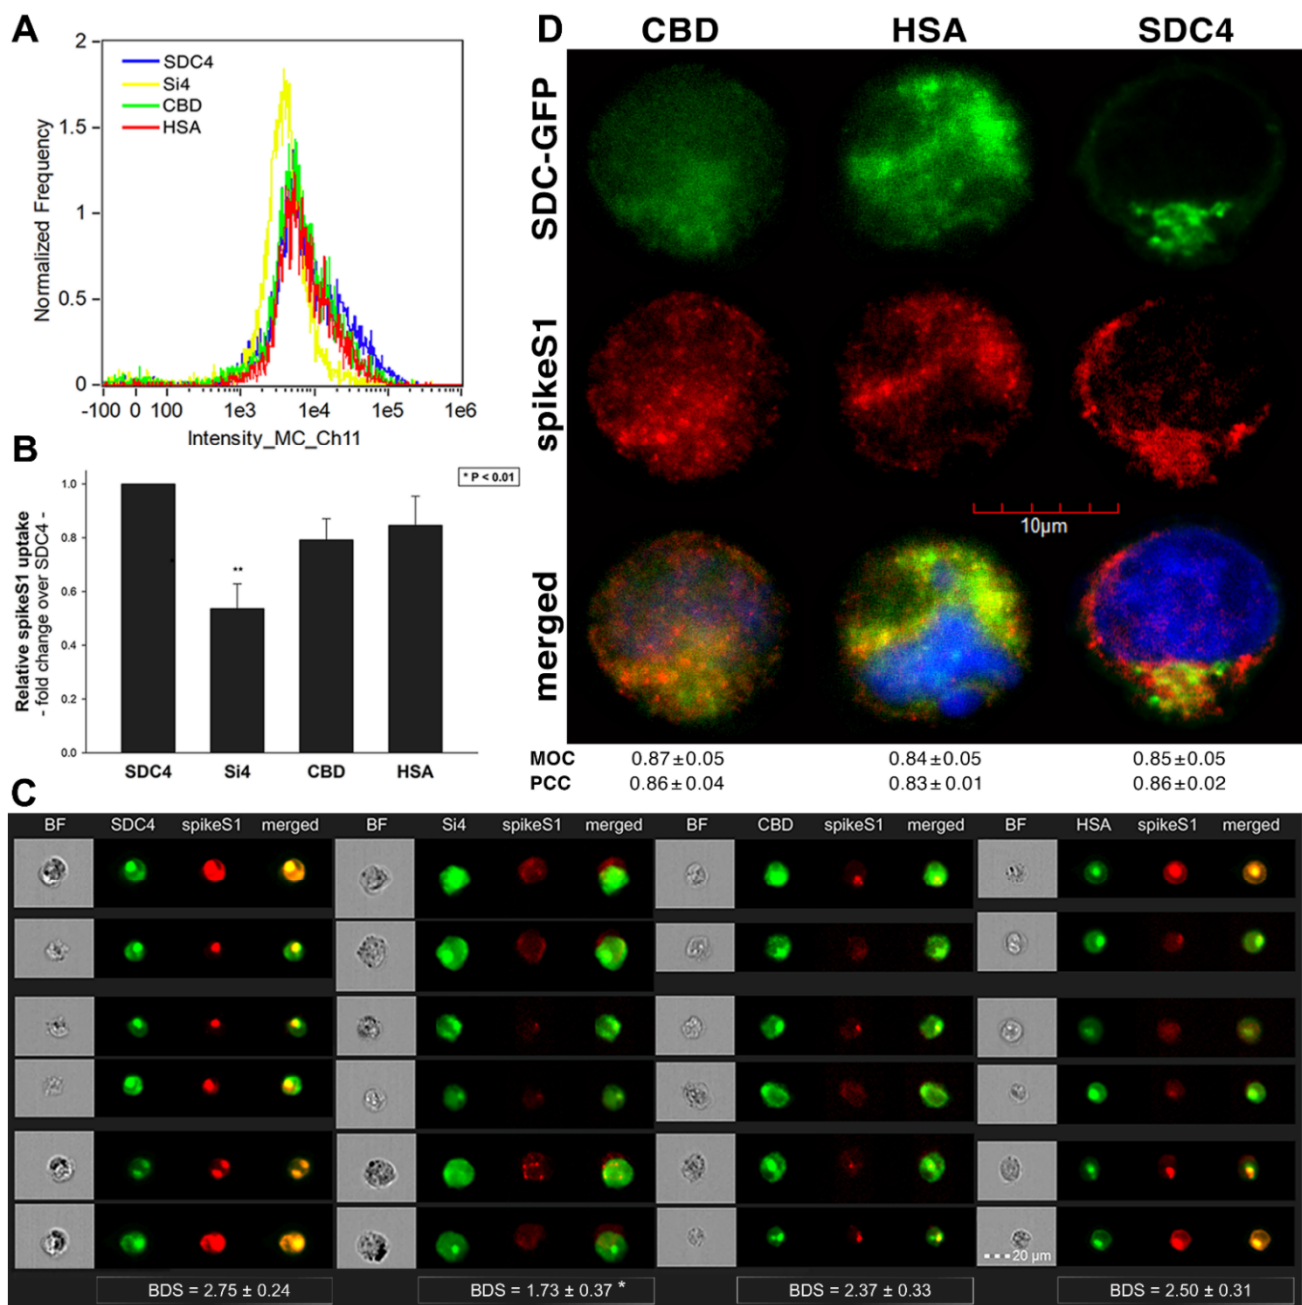 A
2
1.5
1
0.5
0
Normalized Frequency
SDC4
Si4
CBD
HSA
-100 0 100 1e3 1e4 1e5 1e6
Intensity_MC_Ch11
B
* P < 0.01
1.0
0.8
0.6
0.4
0.2
0.0
Relative spikeS1 uptake
- fold change over SDC4 -
**
SDC4 Si4 CBD HSA
D
CBD HSA SDC4
SDC-GFP
spikeS1
10µm
merged
MOC 0.87±0.05 0.84±0.05 0.85±0.05
PCC 0.86±0.04 0.83±0.01 0.86±0.02
C
BF SDC4 spikeS1 merged BF Si4 spikeS1 merged BF CBD spikeS1 merged BF HSA spikeS1 merged
20 µm
BDS = 2.75 ± 0.24 BDS = 1.73 ± 0.37 * BDS = 2.37 ± 0.33 BDS = 2.50 ± 0.31